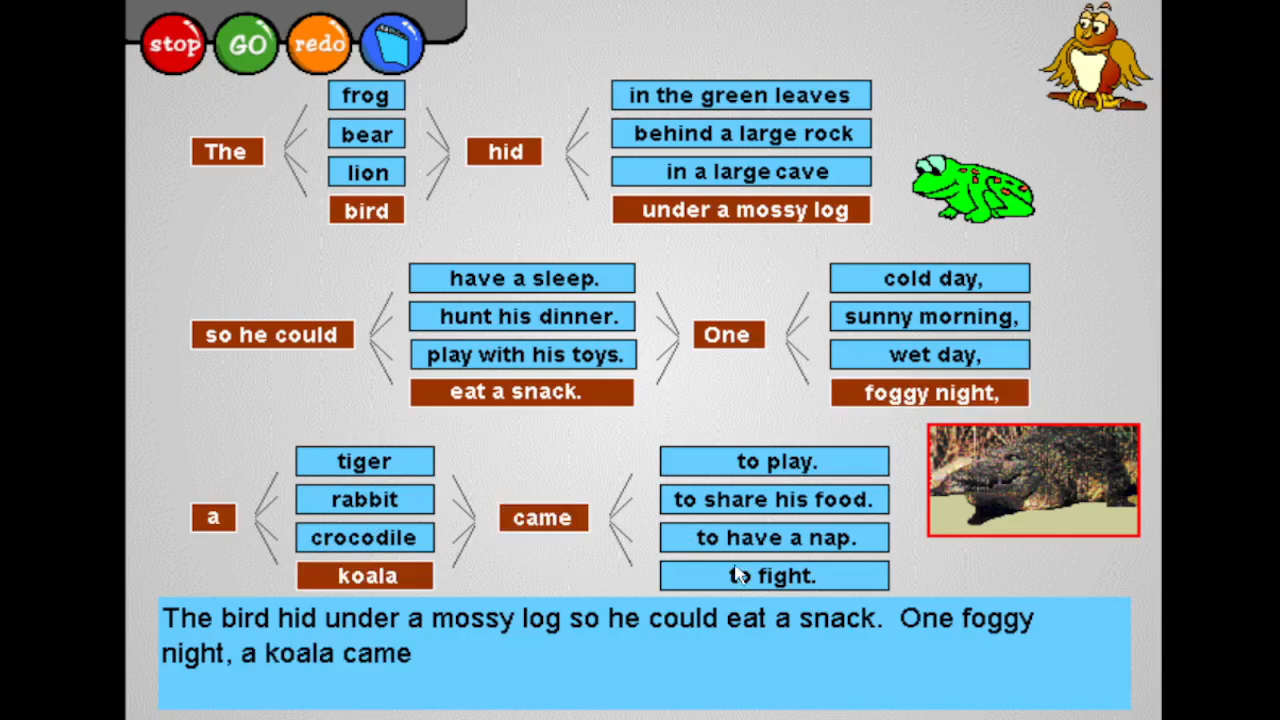 stop GO redo
frog
bear
The
lion
bird
hid
in the green leaves
behind a large rock
in a large cave
under a mossy log
so he could
have a sleep.
hunt his dinner.
play with his toys.
eat a snack.
One
cold day,
sunny morning,
wet day,
foggy night,
a
tiger
rabbit
crocodile
koala
came
to play.
to share his food.
to have a nap.
to fight.
The bird hid under a mossy log so he could eat a snack.  One foggy
night, a koala came